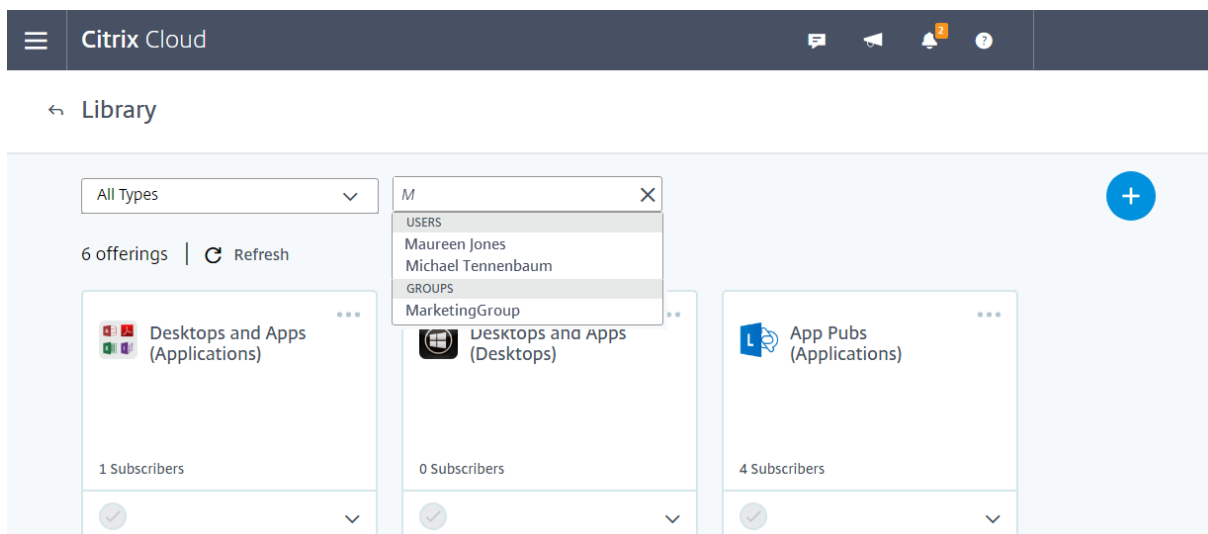 Citrix Cloud
2
?
Library
All Types
M
USERS
Maureen Jones
Michael Tennenbaum
GROUPS
MarketingGroup
6 offerings
Refresh
Desktops and Apps
(Applications)
1 Subscribers
Desktops and Apps
(Desktops)
0 Subscribers
L
App Pubs
(Applications)
4 Subscribers